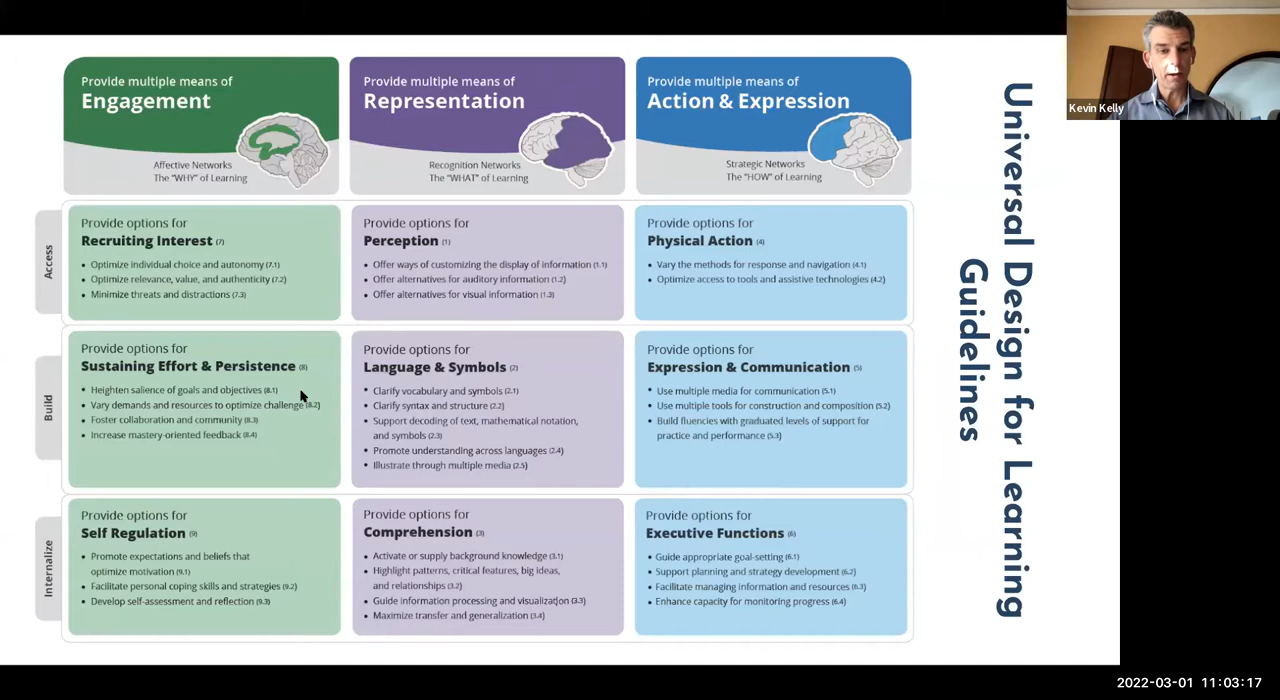 Provide multiple means of
Engagement
Affective Networks
The "WHY" of Learning
Provide multiple means of
Representation
Recognition Networks
The "WHAT" of Learning
Provide multiple means of
Action & Expression
Strategic Networks
The "HOW" of Learning
Access
Provide options for
Recruiting Interest (7)
• Optimize individual choice and autonomy (7.1)
• Optimize relevance, value, and authenticity (7.2)
• Minimize threats and distractions (7.3)
Provide options for
Perception (1)
• Offer ways of customizing the display of information (1.1)
• Offer alternatives for auditory information (1.2)
• Offer alternatives for visual information (1.3)
Provide options for
Physical Action (4)
• Vary the methods for response and navigation (4.1)
• Optimize access to tools and assistive technologies (4.2)
Build
Provide options for
Sustaining Effort & Persistence (8)
• Heighten salience of goals and objectives (8.1)
• Vary demands and resources to optimize challenge (8.2)
• Foster collaboration and community (8.3)
• Increase mastery-oriented feedback (8.4)
Provide options for
Language & Symbols (2)
• Clarify vocabulary and symbols (2.1)
• Clarify syntax and structure (2.2)
• Support decoding of text, mathematical notation,
and symbols (2.3)
• Promote understanding across languages (2.4)
• Illustrate through multiple media (2.5)
Provide options for
Expression & Communication (5)
• Use multiple media for communication (5.1)
• Use multiple tools for construction and composition (5.2)
• Build fluencies with graduated levels of support for
practice and performance (5.3)
Internalize
Provide options for
Self Regulation (9)
• Promote expectations and beliefs that
optimize motivation (9.1)
• Facilitate personal coping skills and strategies (9.2)
• Develop self-assessment and reflection (9.3)
Provide options for
Comprehension (3)
• Activate or supply background knowledge (3.1)
• Highlight patterns, critical features, big ideas,
and relationships (3.2)
• Guide information processing and visualization (3.3)
• Maximize transfer and generalization (3.4)
Provide options for
Executive Functions (6)
• Guide appropriate goal-setting (6.1)
• Support planning and strategy development (6.2)
• Facilitate managing information and resources (6.3)
• Enhance capacity for monitoring progress (6.4)
Universal Design for Learning
Guidelines
Kevin Kelly
2022-03-01 11:03:17